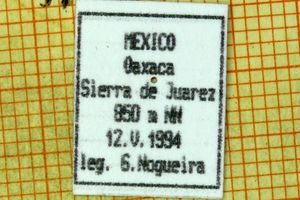 MEXICO
Oaxaca
Sierra de Juarez
850 m NN
12.V.1994
leg. G.Nogueira